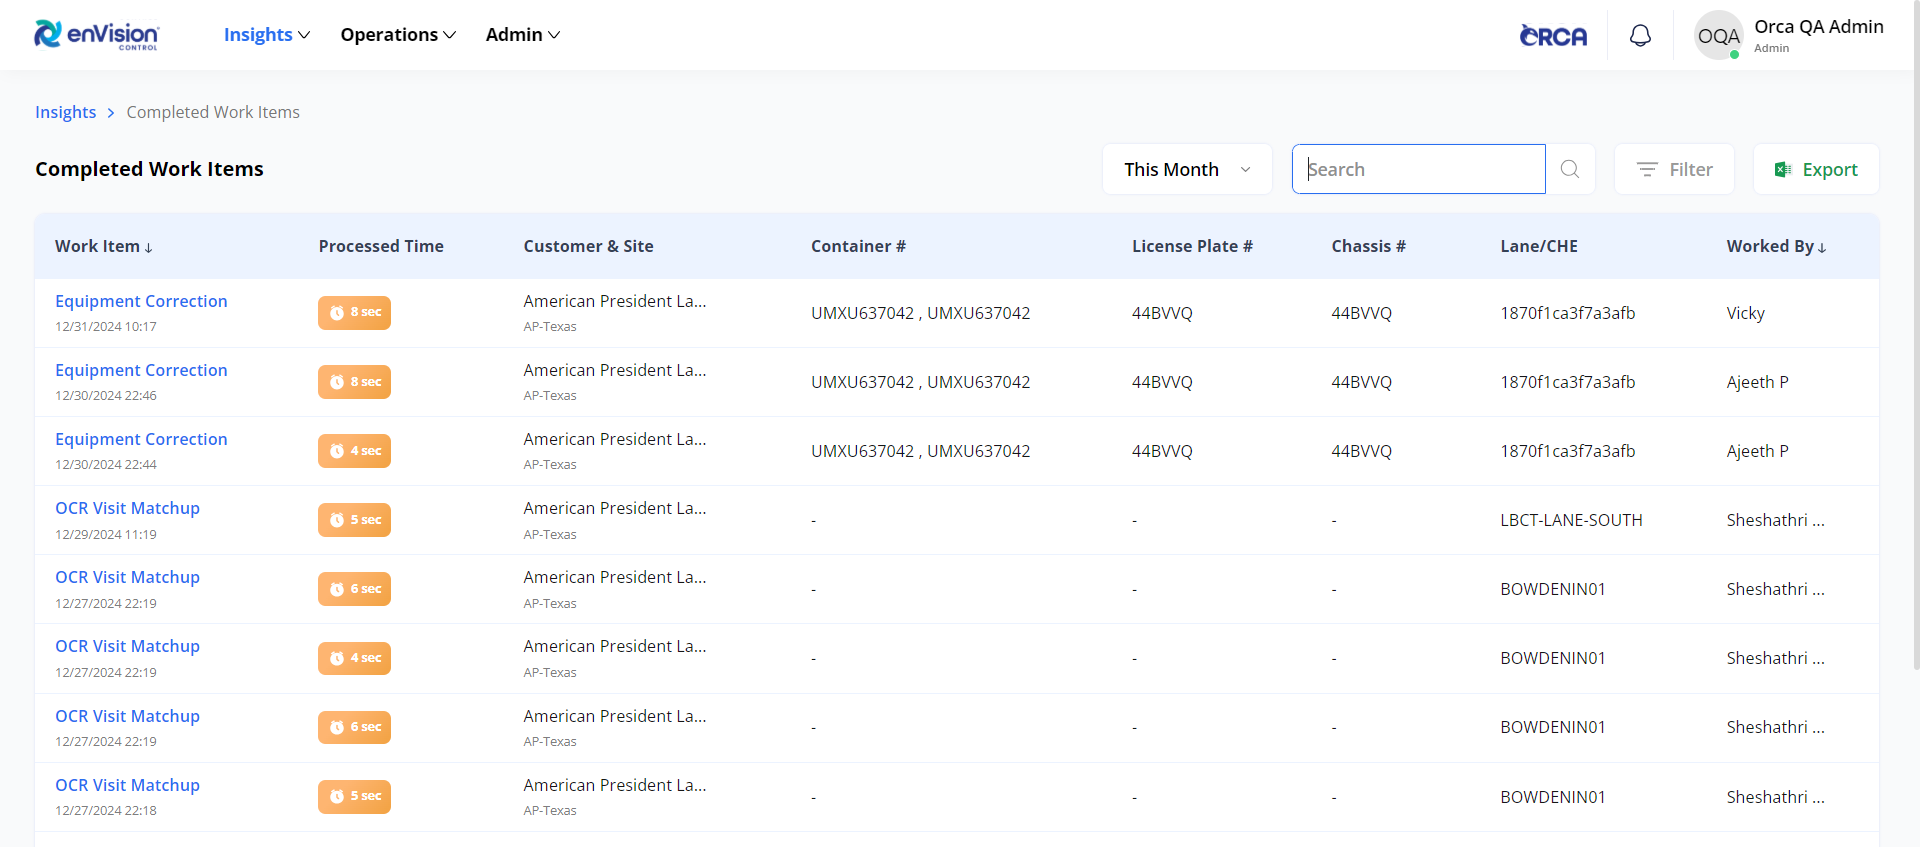 enVision CONTROL Insights Operations Admin ORCA OQA Orca QA Admin
Admin
Insights > Completed Work Items
Completed Work Items This Month Search Filter Export
Work Item ↓ Processed Time Customer & Site Container # License Plate # Chassis # Lane/CHE Worked By ↓
Equipment Correction 8 sec American President La... UMXU637042 , UMXU637042 44BVVQ 44BVVQ 1870f1ca3f7a3afb Vicky
12/31/2024 10:17 AP-Texas
Equipment Correction 8 sec American President La... UMXU637042 , UMXU637042 44BVVQ 44BVVQ 1870f1ca3f7a3afb Ajeeth P
12/30/2024 22:46 AP-Texas
Equipment Correction 4 sec American President La... UMXU637042 , UMXU637042 44BVVQ 44BVVQ 1870f1ca3f7a3afb Ajeeth P
12/30/2024 22:44 AP-Texas
OCR Visit Matchup 5 sec American President La... - - - LBCT-LANE-SOUTH Sheshathri ...
12/29/2024 11:19 AP-Texas
OCR Visit Matchup 6 sec American President La... - - - BOWDENIN01 Sheshathri ...
12/27/2024 22:19 AP-Texas
OCR Visit Matchup 4 sec American President La... - - - BOWDENIN01 Sheshathri ...
12/27/2024 22:19 AP-Texas
OCR Visit Matchup 6 sec American President La... - - - BOWDENIN01 Sheshathri ...
12/27/2024 22:19 AP-Texas
OCR Visit Matchup 5 sec American President La... - - - BOWDENIN01 Sheshathri ...
12/27/2024 22:18 AP-Texas